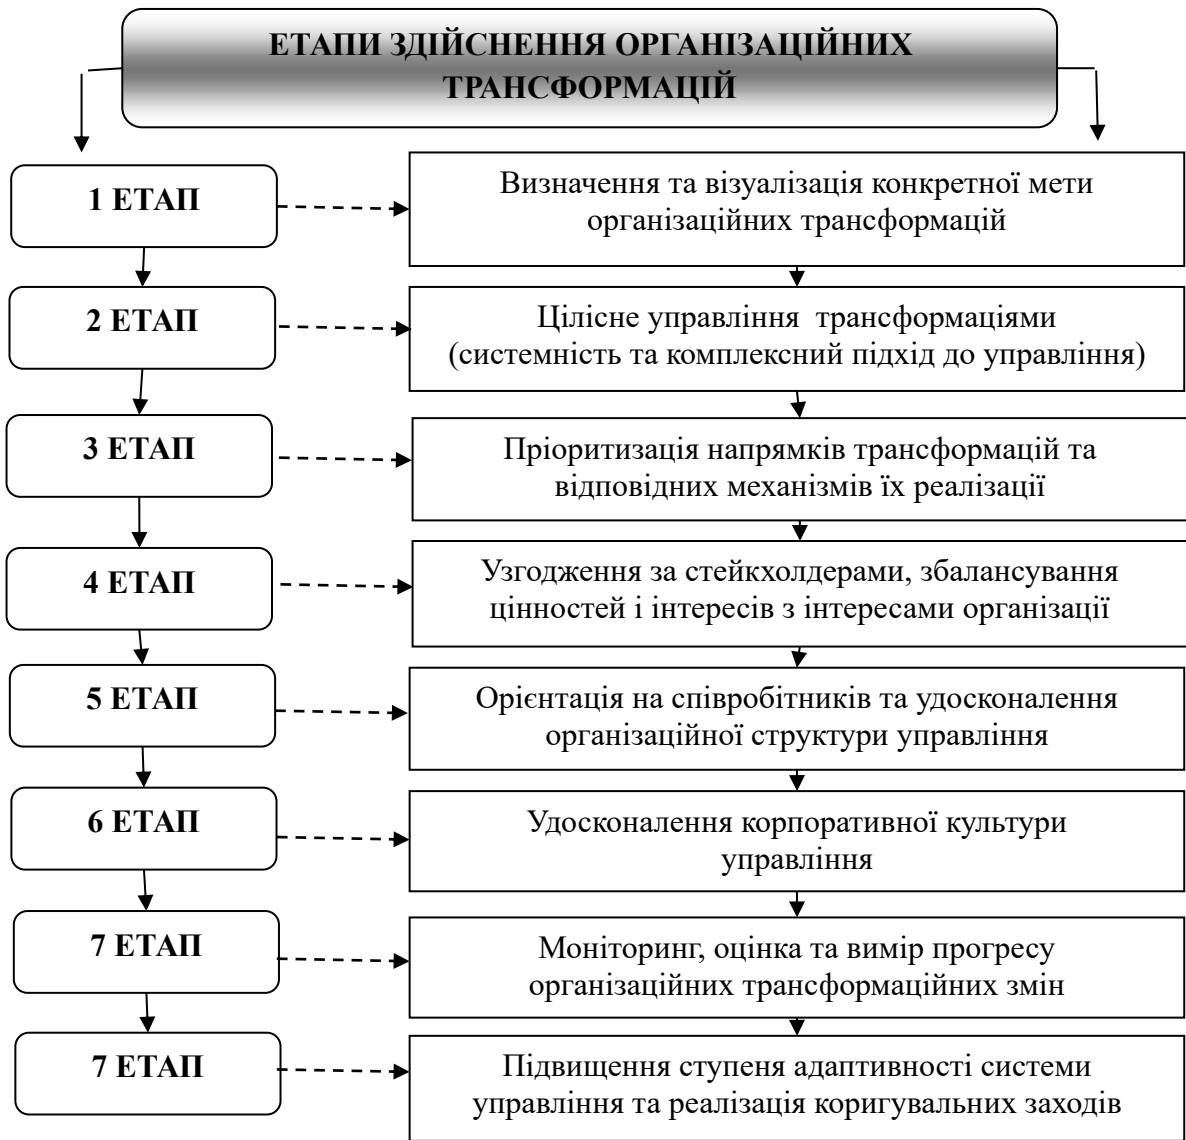 ЕТАПИ ЗДІЙСНЕННЯ ОРГАНІЗАЦІЙНИХ
ТРАНСФОРМАЦІЙ
1 ЕТАП
Визначення та візуалізація конкретної мети
організаційних трансформацій
2 ЕТАП
Цілісне управління трансформаціями
(системність та комплексний підхід до управління)
3 ЕТАП
Пріоритизація напрямків трансформацій та
відповідних механізмів їх реалізації
4 ЕТАП
Узгодження за стейкхолдерами, збалансування
цінностей і інтересів з інтересами організації
5 ЕТАП
Орієнтація на співробітників та удосконалення
організаційної структури управління
6 ЕТАП
Удосконалення корпоративної культури
управління
7 ЕТАП
Моніторинг, оцінка та вимір прогресу
організаційних трансформаційних змін
7 ЕТАП
Підвищення ступеня адаптивності системи
управління та реалізація коригувальних заходів